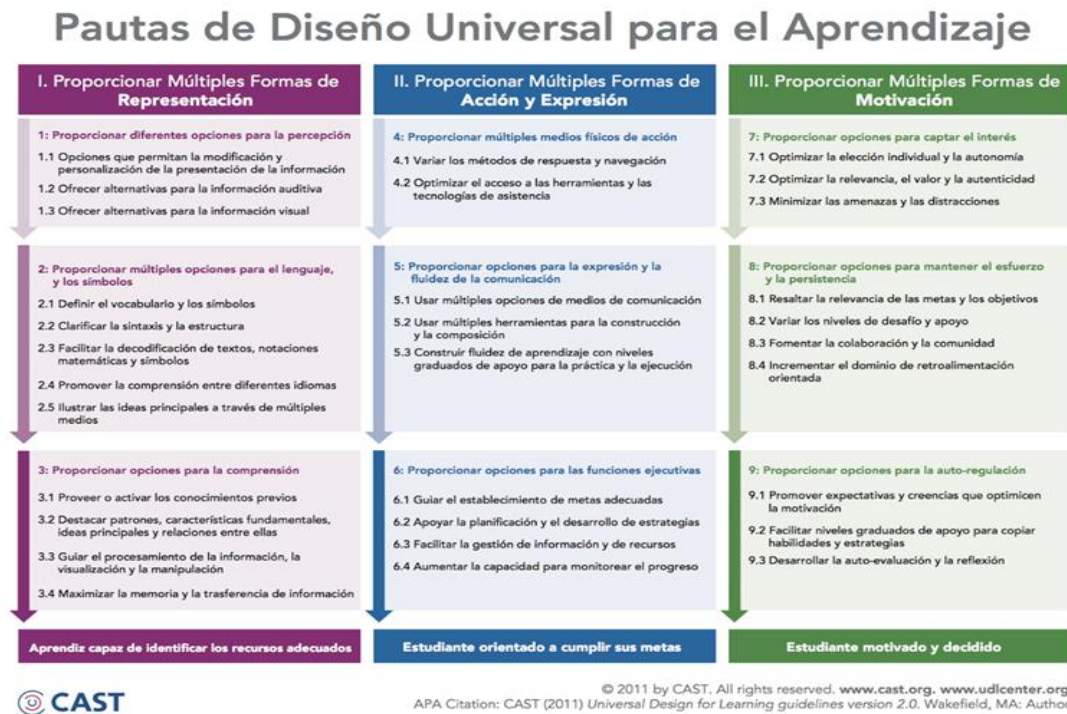 Pautas de Diseño Universal para el Aprendizaje
I. Proporcionar Múltiples Formas de
Representación
1: Proporcionar diferentes opciones para la percepción
1.1 Opciones que permitan la modificación y
personalización de la presentación de la información
1.2 Ofrecer alternativas para la información auditiva
1.3 Ofrecer alternativas para la información visual
2: Proporcionar múltiples opciones para el lenguaje,
y los símbolos
2.1 Definir el vocabulario y los símbolos
2.2 Clarificar la sintaxis y la estructura
2.3 Facilitar la decodificación de textos, notaciones
matemáticas y símbolos
2.4 Promover la comprensión entre diferentes idiomas
2.5 Ilustrar las ideas principales a través de múltiples
medios
3: Proporcionar opciones para la comprensión
3.1 Proveer o activar los conocimientos previos
3.2 Destacar patrones, características fundamentales,
ideas principales y relaciones entre ellas
3.3 Guiar el procesamiento de la información, la
visualización y la manipulación
3.4 Maximizar la memoria y la trasferencia de información
Aprendiz capaz de identificar los recursos adecuados
II. Proporcionar Múltiples Formas de
Acción y Expresión
4: Proporcionar múltiples medios físicos de acción
4.1 Variar los métodos de respuesta y navegación
4.2 Optimizar el acceso a las herramientas y las
tecnologías de asistencia
5: Proporcionar opciones para la expresión y la
fluidez de la comunicación
5.1 Usar múltiples opciones de medios de comunicación
5.2 Usar múltiples herramientas para la construcción
y la composición
5.3 Construir fluidez de aprendizaje con niveles
graduados de apoyo para la práctica y la ejecución
6: Proporcionar opciones para las funciones ejecutivas
6.1 Guiar el establecimiento de metas adecuadas
6.2 Apoyar la planificación y el desarrollo de estrategias
6.3 Facilitar la gestión de información y de recursos
6.4 Aumentar la capacidad para monitorear el progreso
Estudiante orientado a cumplir sus metas
III. Proporcionar Múltiples Formas de
Motivación
7: Proporcionar opciones para captar el interés
7.1 Optimizar la elección individual y la autonomía
7.2 Optimizar la relevancia, el valor y la autenticidad
7.3 Minimizar las amenazas y las distracciones
8: Proporcionar opciones para mantener el esfuerzo
y la persistencia
8.1 Resaltar la relevancia de las metas y los objetivos
8.2 Variar los niveles de desafío y apoyo
8.3 Fomentar la colaboración y la comunidad
8.4 Incrementar el dominio de retroalimentación
orientada
9: Proporcionar opciones para la auto-regulación
9.1 Promover expectativas y creencias que optimicen
la motivación
9.2 Facilitar niveles graduados de apoyo para copiar
habilidades y estrategias
9.3 Desarrollar la auto-evaluación y la reflexión
Estudiante motivado y decidido
CAST
© 2011 by CAST. All rights reserved. www.cast.org. www.udlcenter.org
APA Citation: CAST (2011) Universal Design for Learning guidelines version 2.0. Wakefield, MA: Author